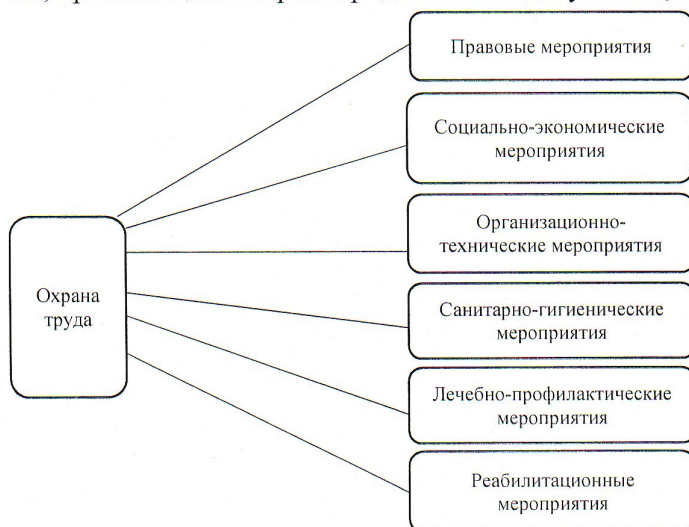 Правовые мероприятия
Социально-экономические
мероприятия
Организационно-
технические мероприятия
Охрана
труда
Санитарно-гигиенические
мероприятия
Лечебно-профилактические
мероприятия
Реабилитационные
мероприятия